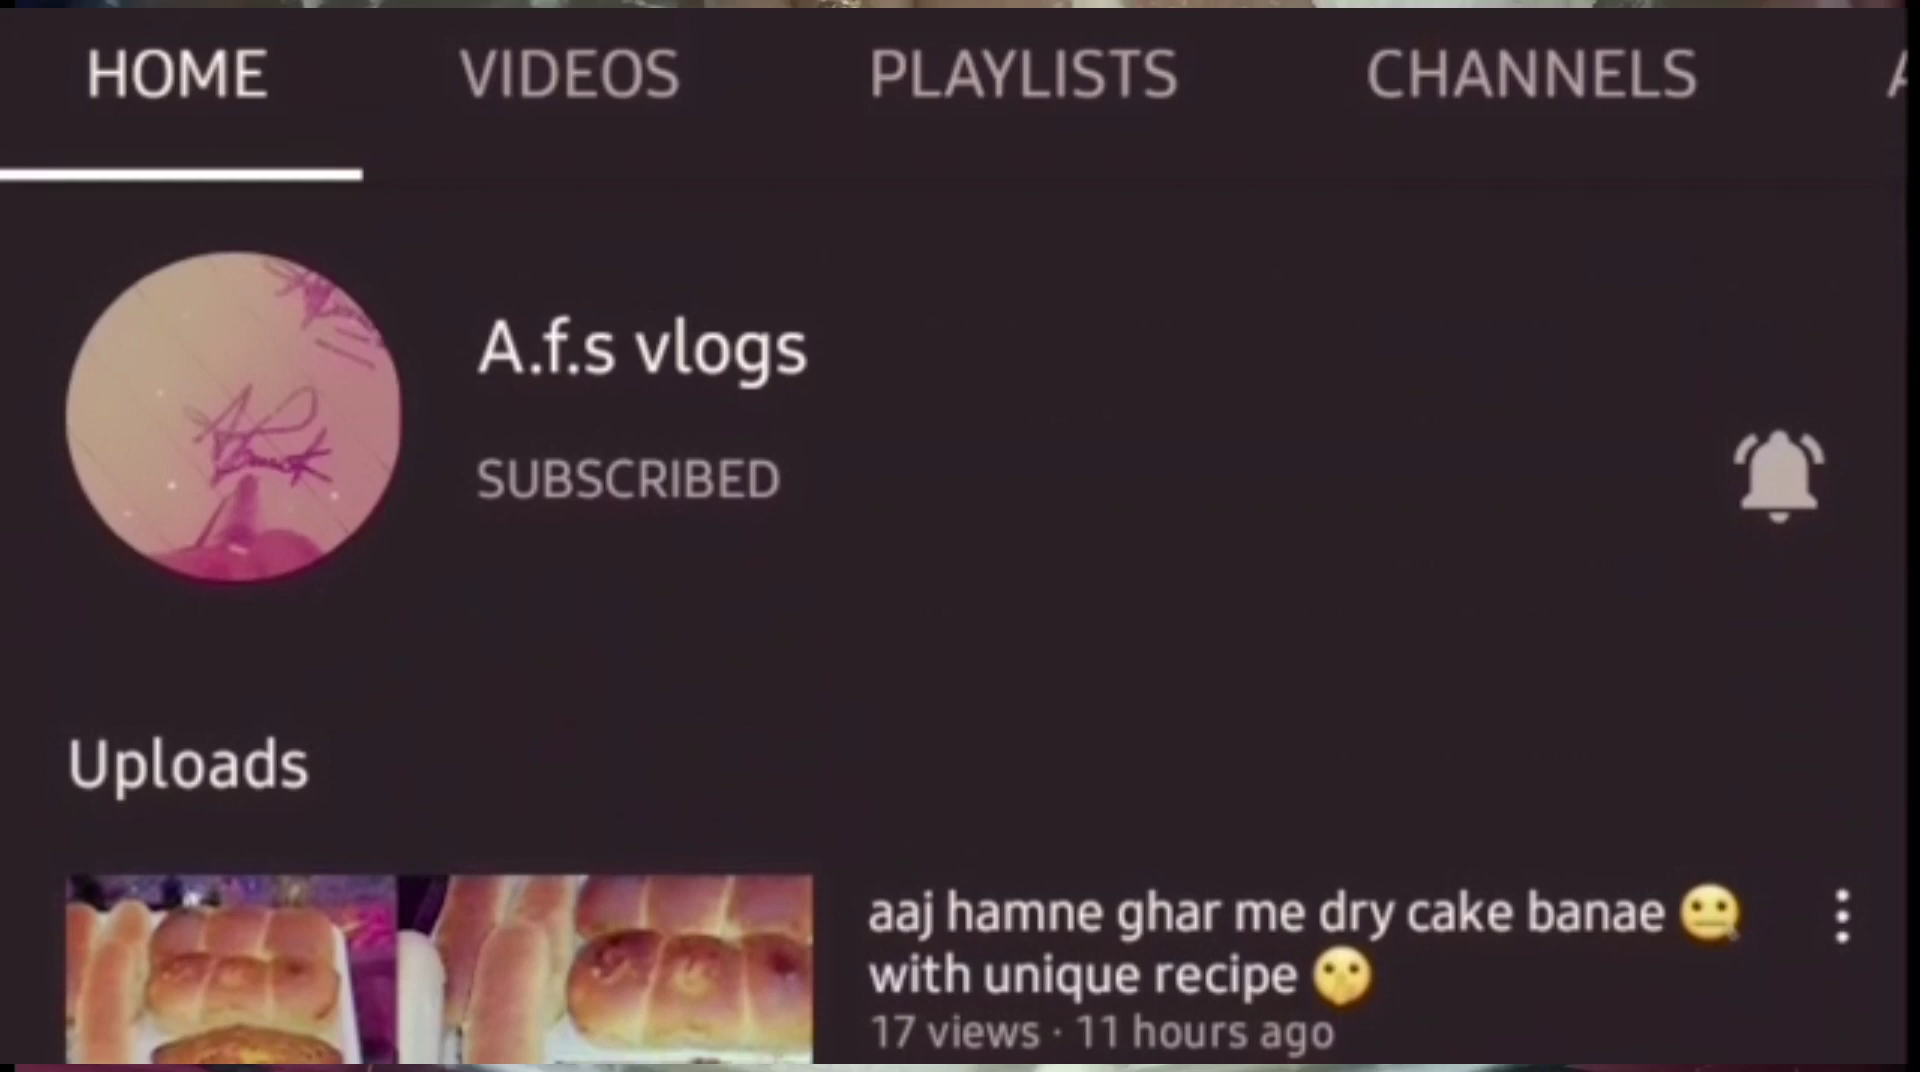 HOME VIDEOS PLAYLISTS CHANNELS
A.f.s vlogs
SUBSCRIBED
Uploads
aaj hamne ghar me dry cake banae 🤐
with unique recipe 🤫
17 views · 11 hours ago